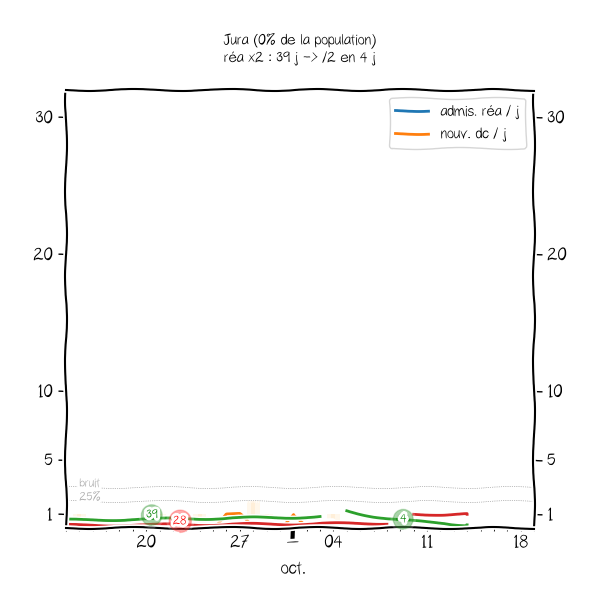 Jura (0% de la population)
réa x2 : 39 j -> /2 en 4 j
admis. réa / j
nouv. dc / j
30 30
20 20
10 10
5 5
bruit
25%
1 39 28 4 1
20 27 1 04 11 18
oct.